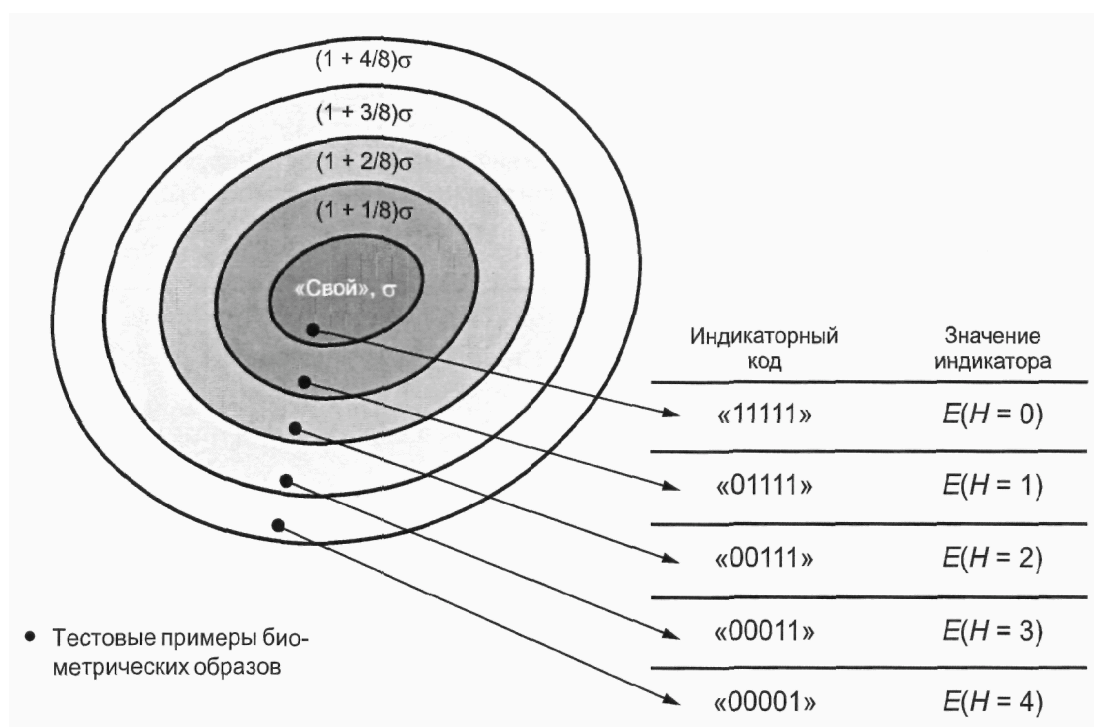 (1 + 4/8)σ
(1 + 3/8)σ
(1 + 2/8)σ
(1 + 1/8)σ
«Свой», σ
Индикаторный
код
Значение
индикатора
«11111» E(H = 0)
«01111» E(H = 1)
«00111» E(H = 2)
«00011» E(H = 3)
«00001» E(H = 4)
Тестовые примеры био-
метрических образов